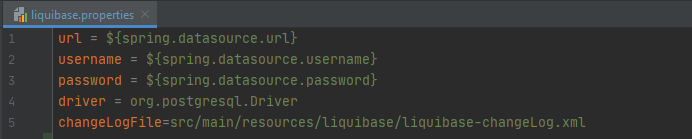 liquibase.properties
1 url = ${spring.datasource.url}
2 username = ${spring.datasource.username}
3 password = ${spring.datasource.password}
4 driver = org.postgresql.Driver
5 changeLogFile=src/main/resources/liquibase/liquibase-changeLog.xml